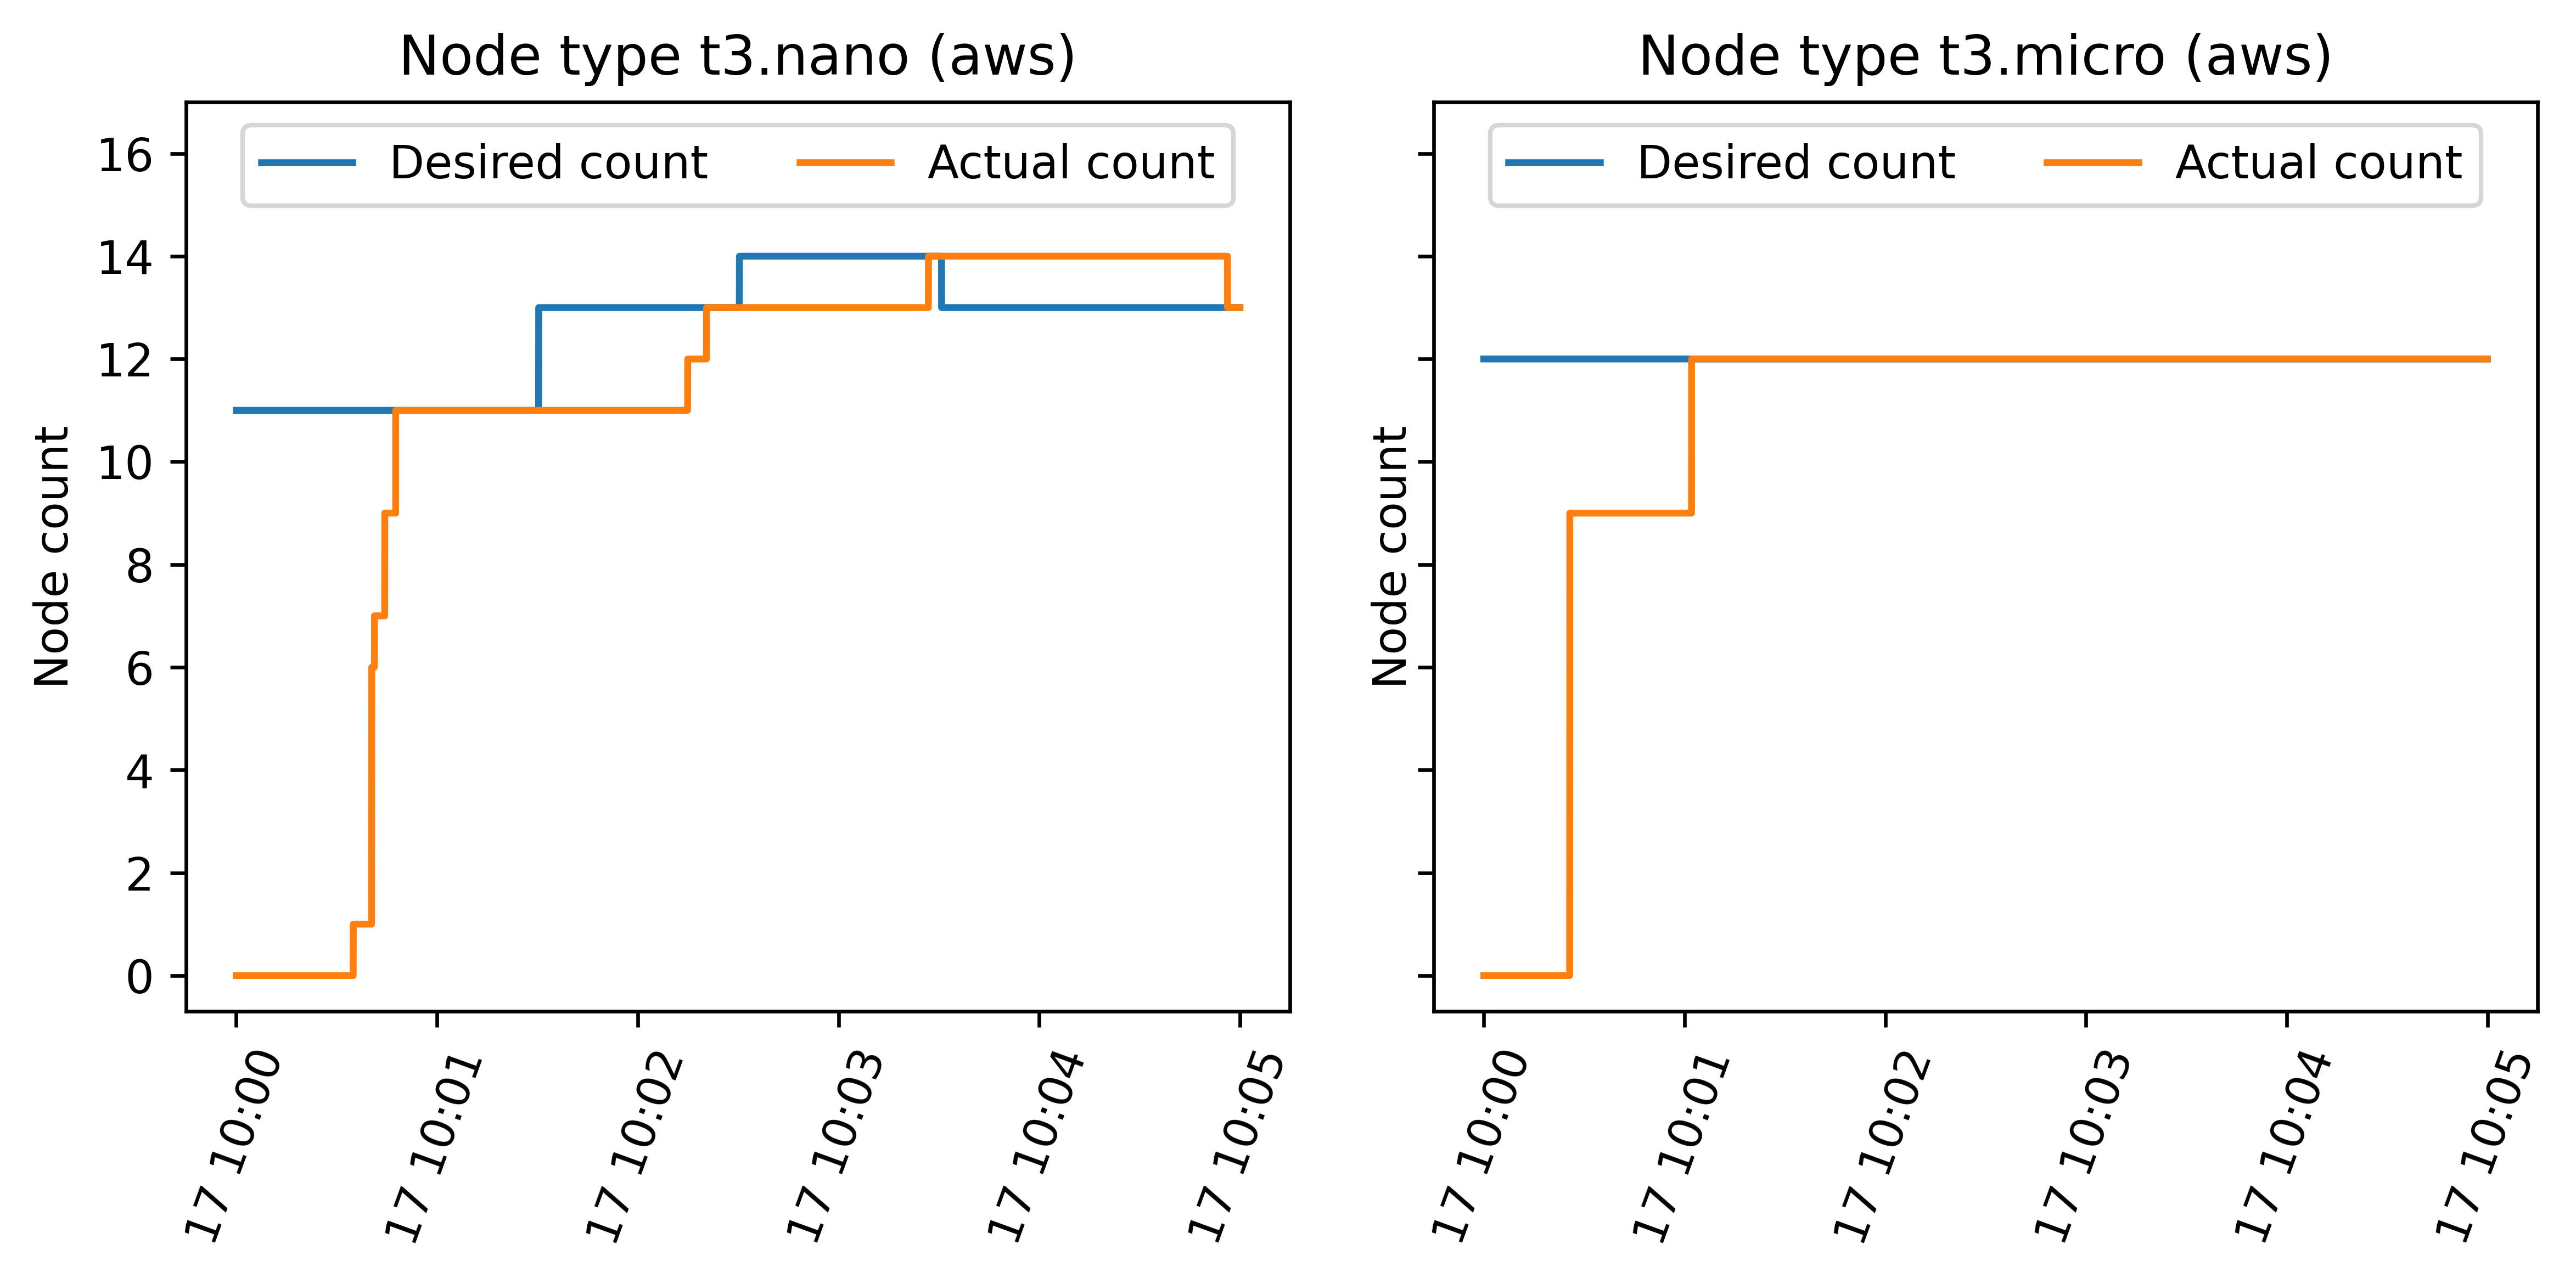 Node type t3.nano (aws)
Desired count
Actual count
Node count
16
14
12
10
8
6
4
2
0
17 10:00
17 10:01
17 10:02
17 10:03
17 10:04
17 10:05
Node type t3.micro (aws)
Desired count
Actual count
Node count
17 10:00
17 10:01
17 10:02
17 10:03
17 10:04
17 10:05